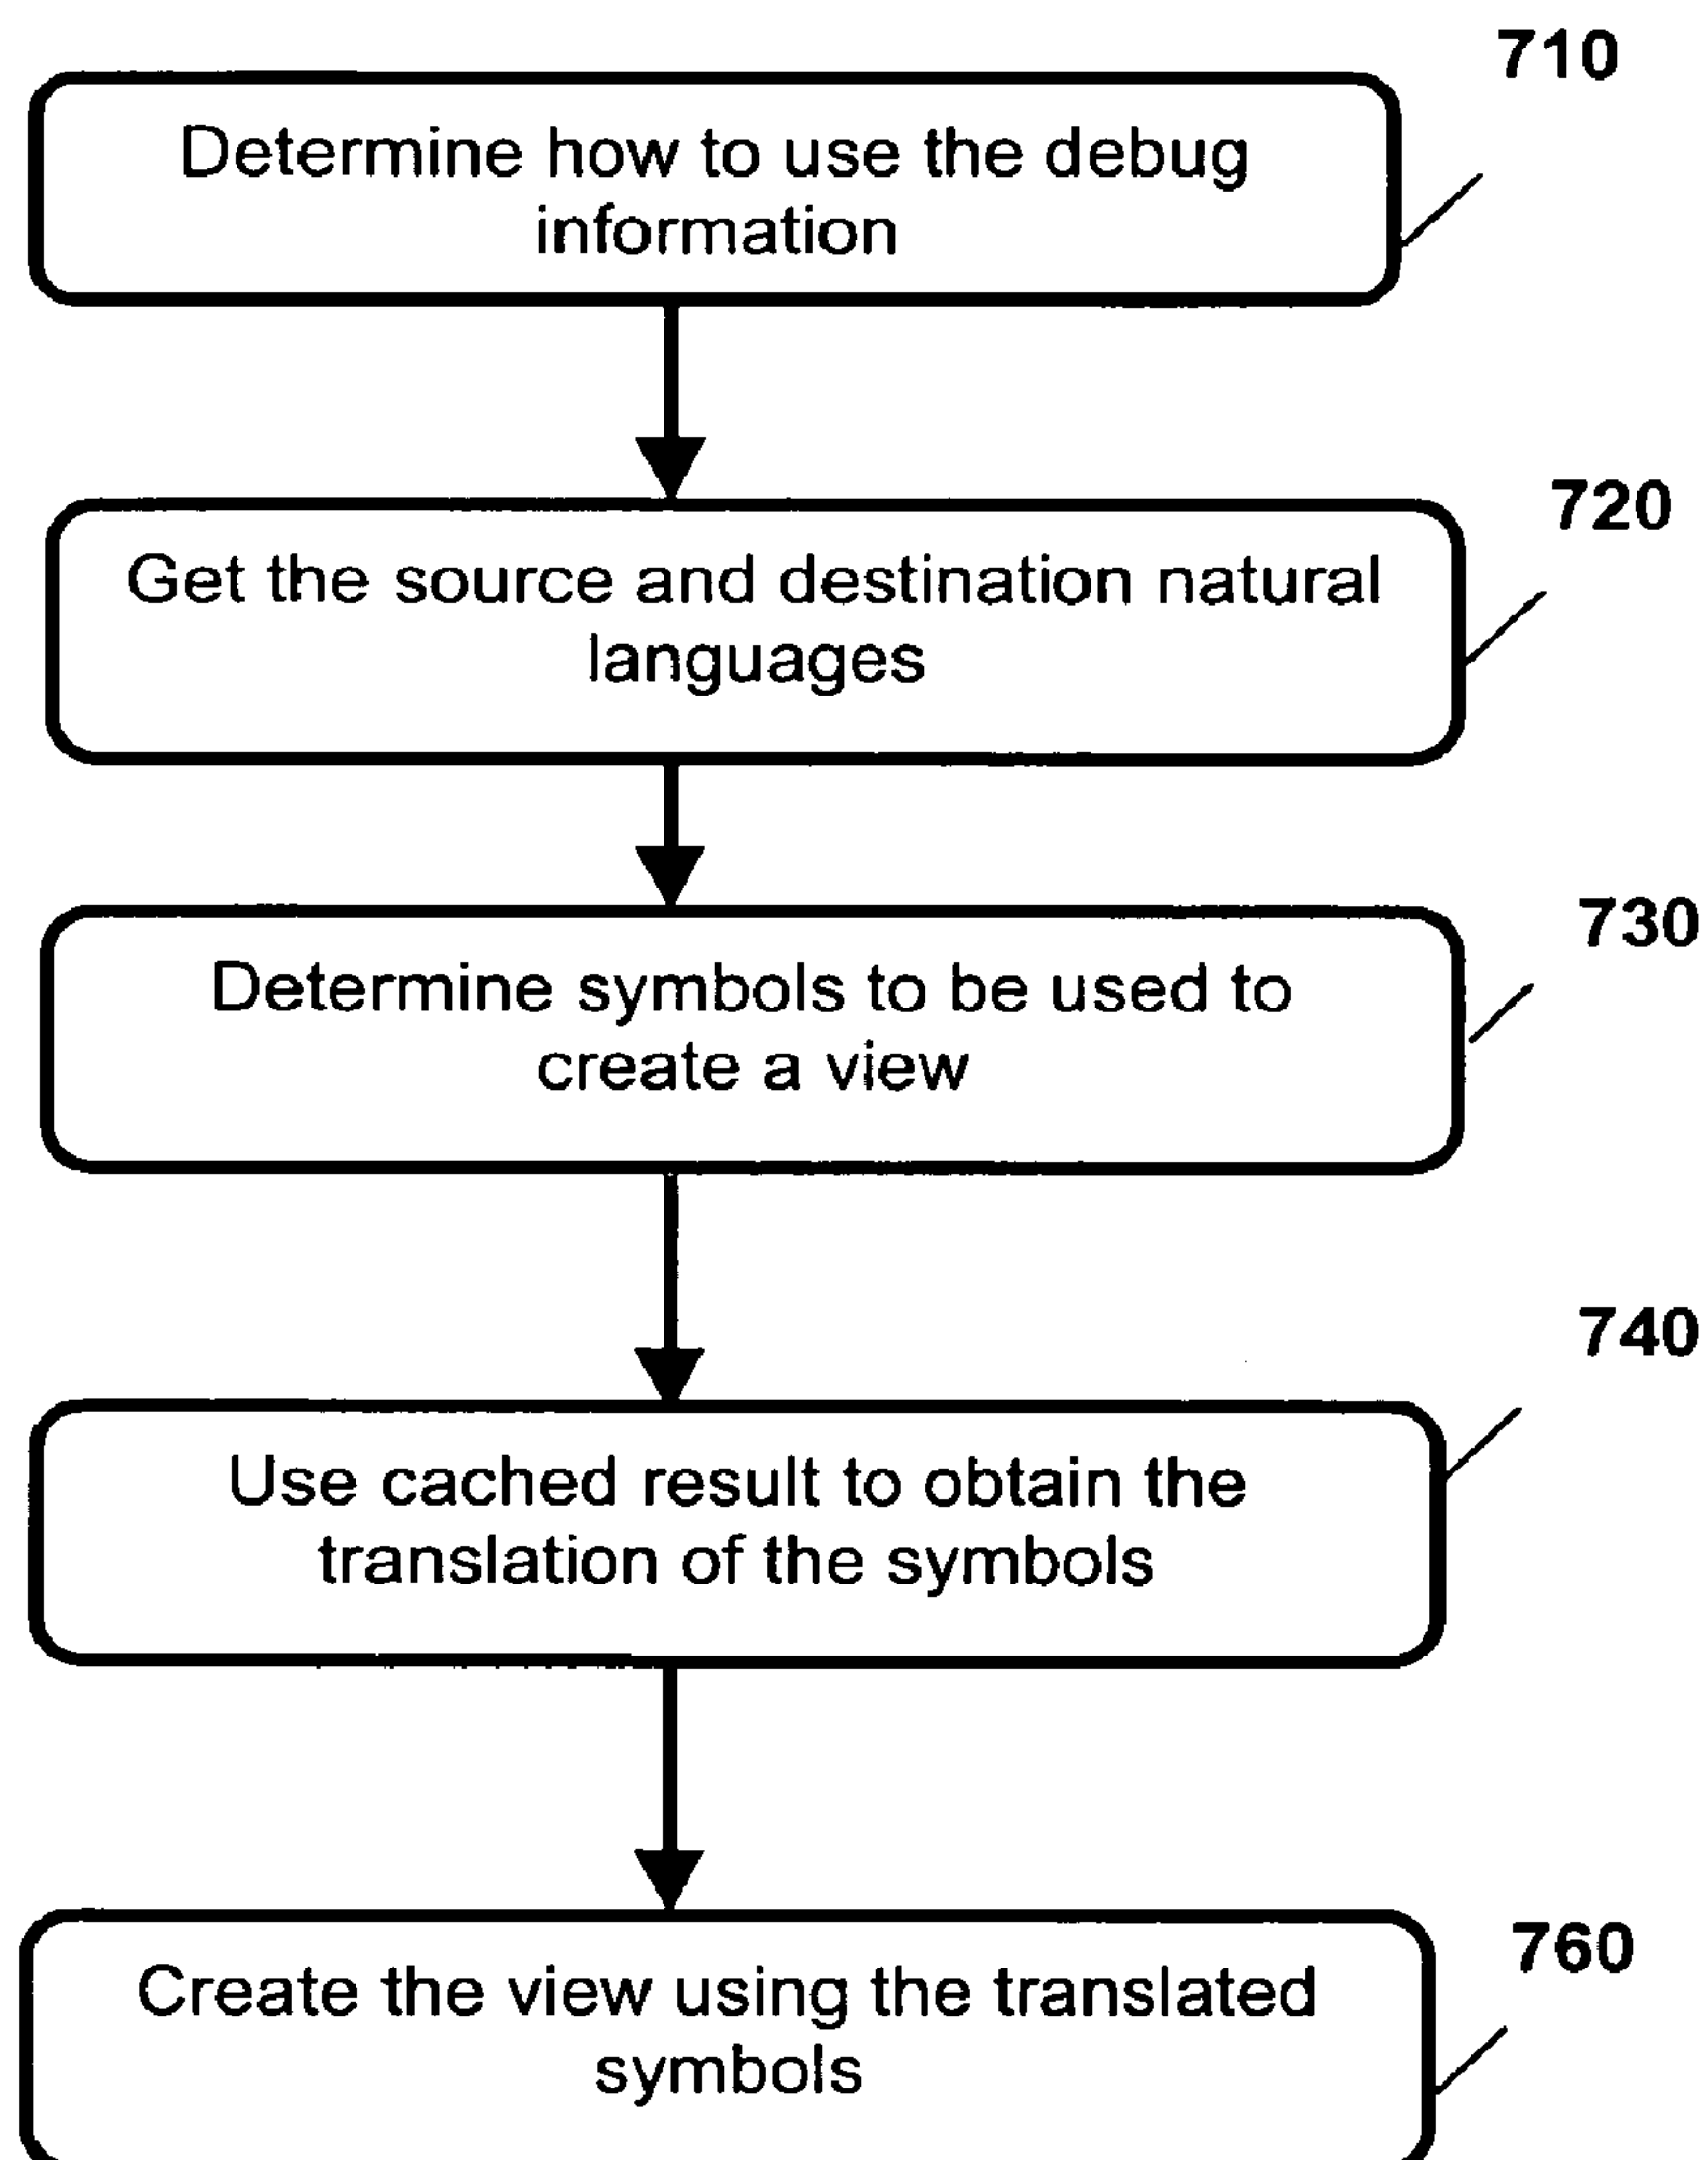 710
Determine how to use the debug
information
720
Get the source and destination natural
languages
730
Determine symbols to be used to
create a view
740
Use cached result to obtain the
translation of the symbols
760
Create the view using the translated
symbols